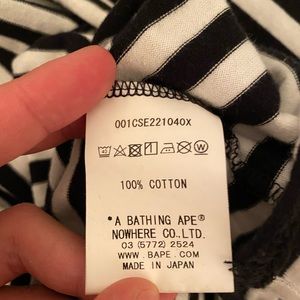 001CSE221040X
100% COTTON
"A BATHING APE®
NOWHERE CO.,LTD.
03 (5772) 2524
WWW.BAPE.COM
MADE IN JAPAN